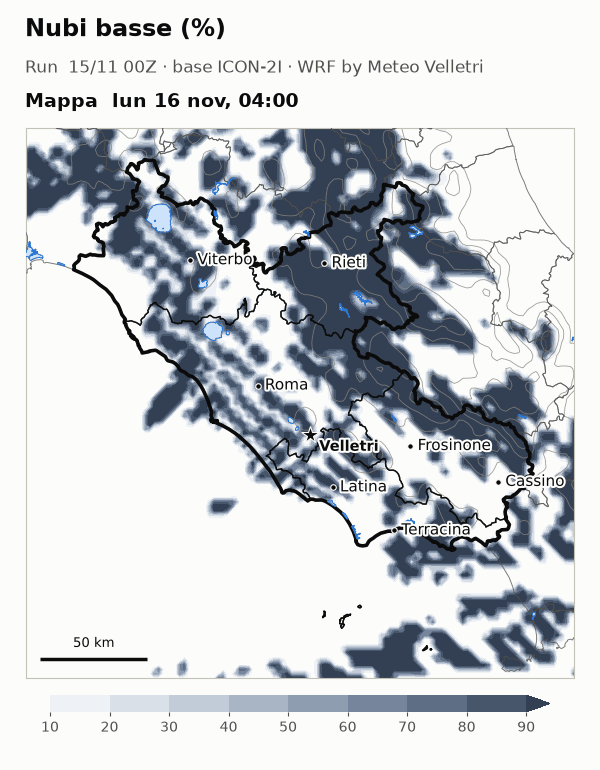 Nubi basse (%)
Run  15/11 00Z · base ICON-2I · WRF by Meteo Velletri
Mappa  lun 16 nov, 04:00
Viterbo
Rieti
Roma
Velletri
Frosinone
Latina
Cassino
Terracina
50 km
10 20 30 40 50 60 70 80 90